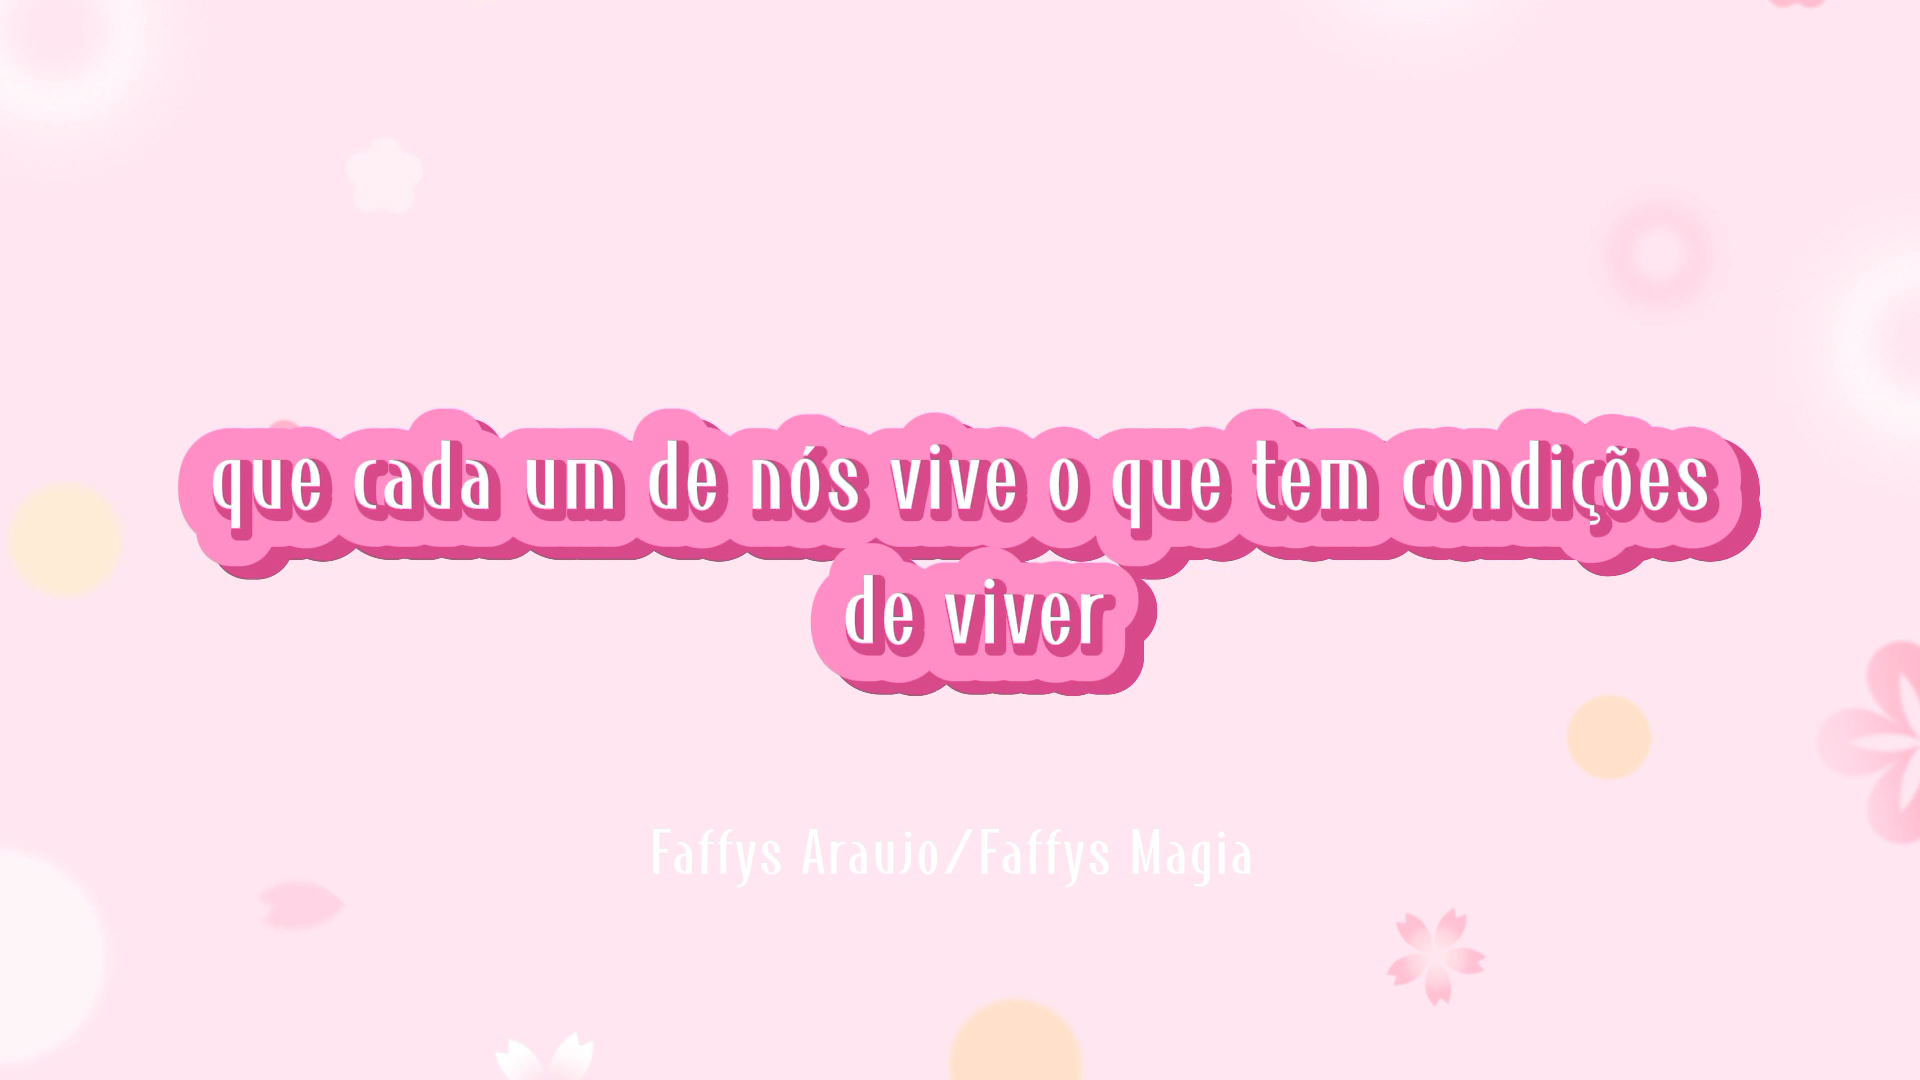 que cada um de nós vive o que tem condições
de viver
Faffys Araujo/Faffys Magia